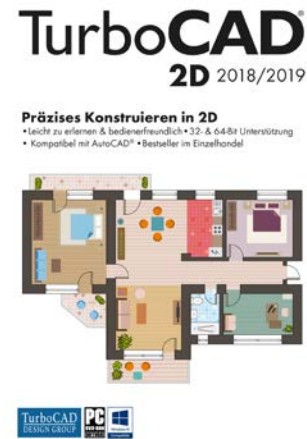 TurboCAD®
2D 2018/2019
Präzises Konstruieren in 2D
• Leicht zu erlernen & bedienerfreundlich • 32- & 64-Bit Unterstützung
• Kompatibel mit AutoCAD® • Bestseller im Einzelhandel
TurboCAD
DESIGN GROUP
PC